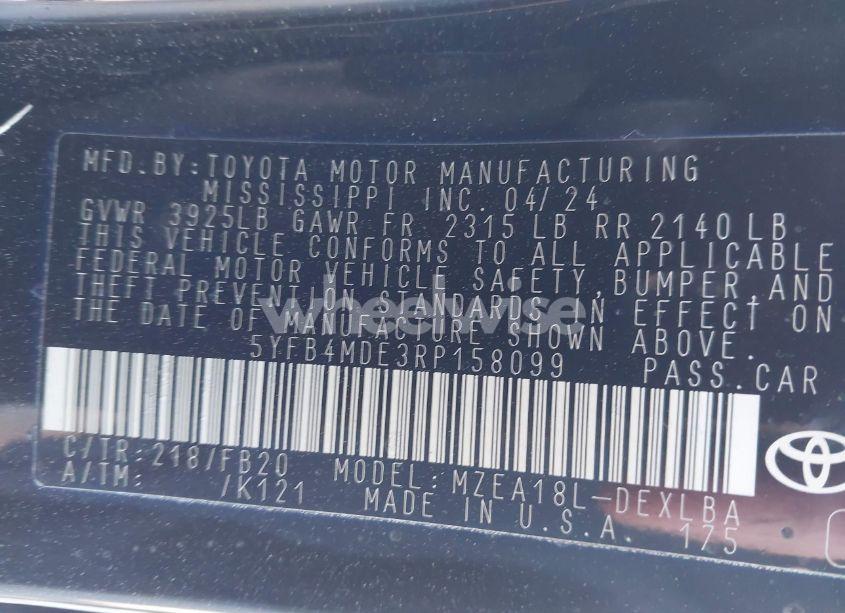 MFD.BY:TOYOTA MOTOR MANUFACTURING
MISSISSIPPI INC. 04/24
GVWR 3925LB GAWR FR 2315 LB RR 2140 LB
THIS VEHICLE CONFORMS TO ALL APPLICABLE
FEDERAL MOTOR VEHICLE SAFETY,BUMPER,AND
THEFT PREVENTION STANDARDS IN EFFECT ON
THE DATE OF MANUFACTURE SHOWN ABOVE.
wheelwise
5YFB4MDE3RP158099 PASS.CAR
C/TR:218/FB20 MODEL:MZEA18L-DEXLBA
A/TM: /K121 MADE IN U.S.A. 175